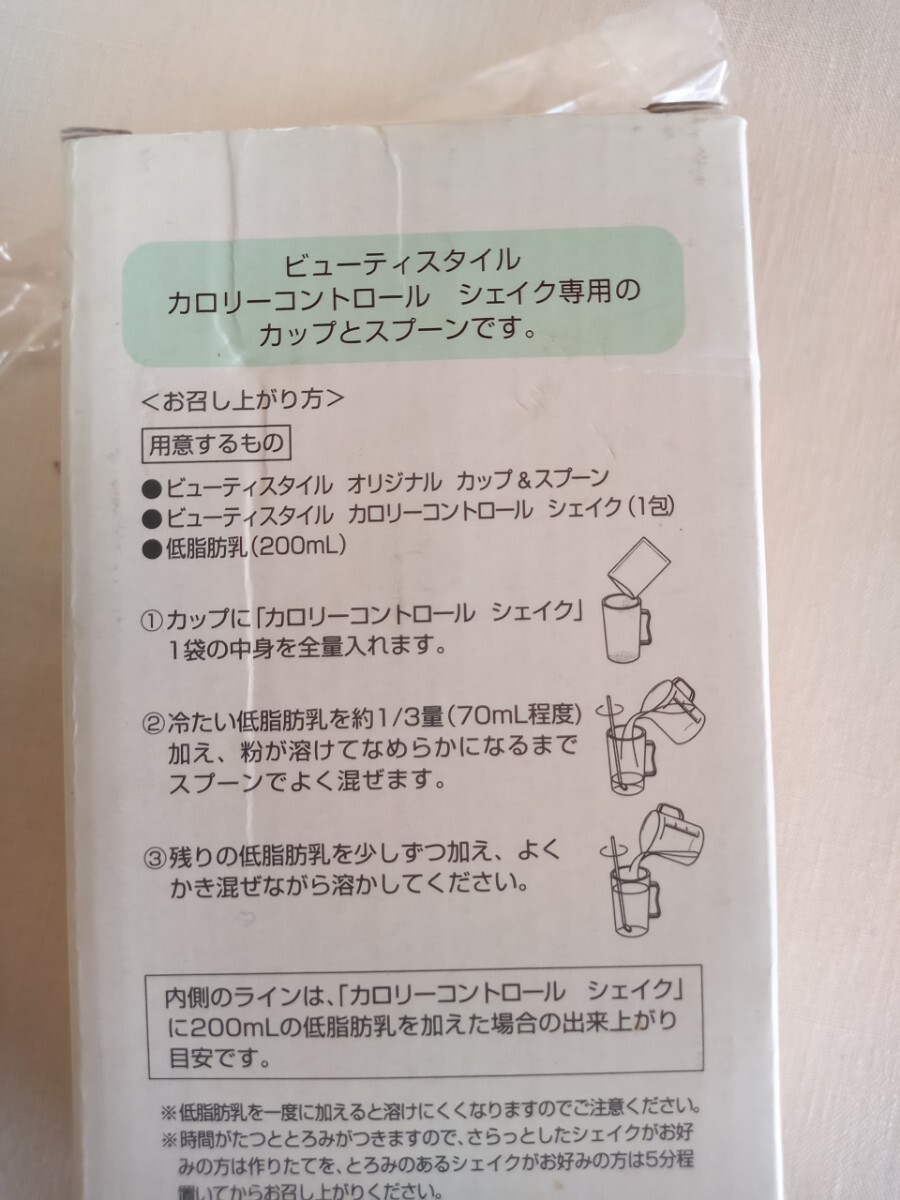 ビューティスタイル
カロリーコントロール　シェイク専用の
カップとスプーンです。
＜お召し上がり方＞
用意するもの
●ビューティスタイル オリジナル カップ&スプーン
●ビューティスタイル カロリーコントロール シェイク(1包)
●低脂肪乳(200mL)
①カップに「カロリーコントロール シェイク」
1袋の中身を全量入れます。
②冷たい低脂肪乳を約1/3量(70mL程度)
加え、粉が溶けてなめらかになるまで
スプーンでよく混ぜます。
③残りの低脂肪乳を少しずつ加え、よく
かき混ぜながら溶かしてください。
内側のラインは、「カロリーコントロール シェイク」
に200mLの低脂肪乳を加えた場合の出来上がり
目安です。
※低脂肪乳を一度に加えると溶けにくくなりますのでご注意ください。
※時間がたつととろみがつきますので、さらっとしたシェイクがお好
みの方は作りたてを、とろみのあるシェイクがお好みの方は5分程
置いてからお召し上がりください。